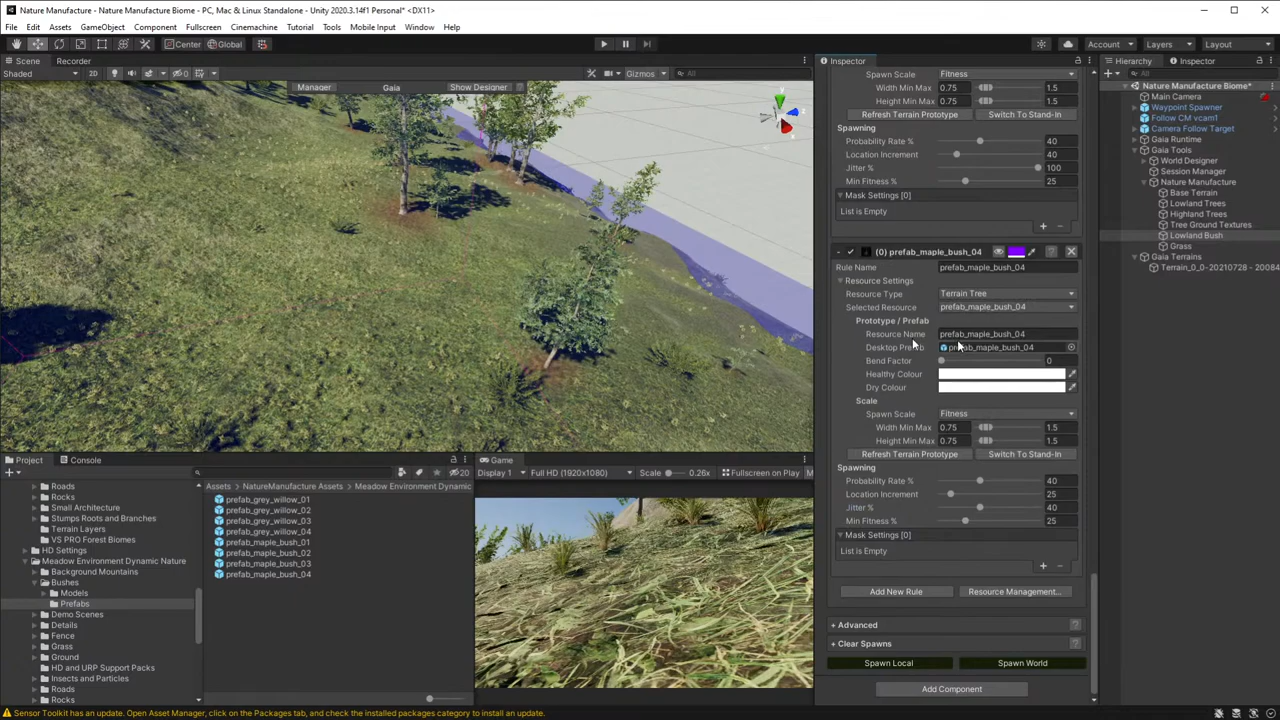 Nature Manufacture - Nature Manufacture Biome - PC, Mac & Linux Standalone - Unity 2020.3.14f1 Personal* <DX11>
File Edit Assets GameObject Component Fullscreen Cinemachine Tutorial Tools Mobile Input Window Help
Center Global Account Layers Layout
Scene Recorder
Shaded 2D 0 Gizmos All
Manager Gaia Show Designer
Inspector
Spawn Scale Fitness
Width Min Max 0.75 1.5
Height Min Max 0.75 1.5
Refresh Terrain Prototype Switch To Stand-In
Spawning
Probability Rate % 40
Location Increment 40
Jitter % 100
Min Fitness % 25
Mask Settings [0]
List is Empty
(0) prefab_maple_bush_04
Rule Name prefab_maple_bush_04
Resource Settings
Resource Type Terrain Tree
Selected Resource prefab_maple_bush_04
Prototype / Prefab
Resource Name prefab_maple_bush_04
Desktop Prefab prefab_maple_bush_04
Bend Factor 0
Healthy Colour
Dry Colour
Scale
Spawn Scale Fitness
Width Min Max 0.75 1.5
Height Min Max 0.75 1.5
Refresh Terrain Prototype Switch To Stand-In
Spawning
Probability Rate % 40
Location Increment 25
Jitter % 40
Min Fitness % 25
Mask Settings [0]
List is Empty
Add New Rule Resource Management...
+ Advanced ?
+ Clear Spawns ?
Spawn Local Spawn World
Add Component
Hierarchy Inspector
All
Nature Manufacture Biome*
Main Camera
Waypoint Spawner
Follow CM vcam1
Camera Follow Target
Gaia Runtime
Gaia Tools
World Designer
Session Manager
Nature Manufacture
Base Terrain
Lowland Trees
Highland Trees
Tree Ground Textures
Lowland Bush
Grass
Gaia Terrains
Terrain_0_0-20210728 - 20084
Project Console
20
Roads
Rocks
Small Architecture
Stumps Roots and Branches
Terrain Layers
VS PRO Forest Biomes
HD Settings
Meadow Environment Dynamic Nature
Background Mountains
Bushes
Models
Prefabs
Demo Scenes
Details
Fence
Grass
Ground
HD and URP Support Packs
Insects and Particles
Roads
Rocks
Assets > NatureManufacture Assets > Meadow Environment Dynamic
prefab_grey_willow_01
prefab_grey_willow_02
prefab_grey_willow_03
prefab_grey_willow_04
prefab_maple_bush_01
prefab_maple_bush_02
prefab_maple_bush_03
prefab_maple_bush_04
Game
Display 1 Full HD (1920x1080) Scale 0.26x Fullscreen on Play
Sensor Toolkit has an update. Open Asset Manager, click on the Packages tab, and check the installed packages category to install an update.